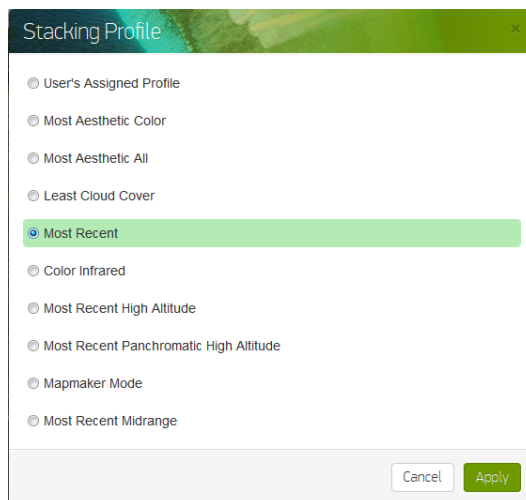 Stacking Profile
×
User's Assigned Profile
Most Aesthetic Color
Most Aesthetic All
Least Cloud Cover
Most Recent
Color Infrared
Most Recent High Altitude
Most Recent Panchromatic High Altitude
Mapmaker Mode
Most Recent Midrange
Cancel Apply